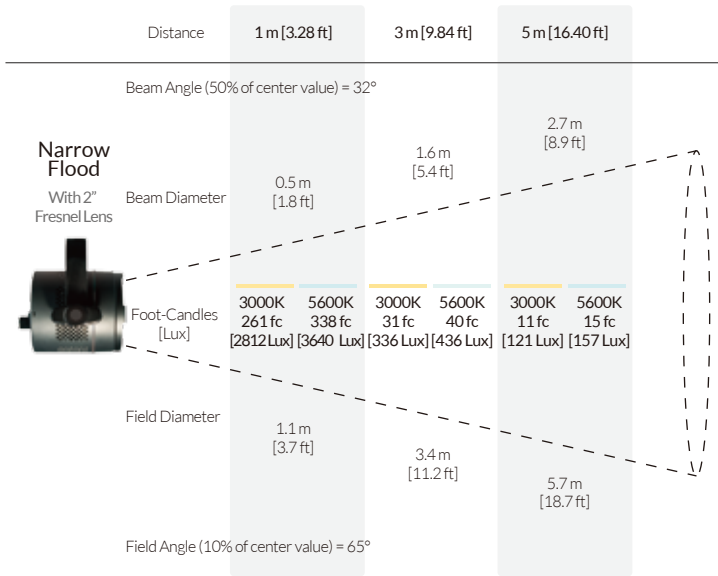 Distance 1 m [3.28 ft] 3 m [9.84 ft] 5 m [16.40 ft]
Beam Angle (50% of center value) = 32°
Narrow
Flood
With 2”
Fresnel Lens
Beam Diameter
0.5 m
[1.8 ft]
1.6 m
[5.4 ft]
2.7 m
[8.9 ft]
Foot-Candles
[Lux]
3000K
261 fc
[2812 Lux]
5600K
338 fc
[3640 Lux]
3000K
31 fc
[336 Lux]
5600K
40 fc
[436 Lux]
3000K
11 fc
[121 Lux]
5600K
15 fc
[157 Lux]
Field Diameter
1.1 m
[3.7 ft]
3.4 m
[11.2 ft]
5.7 m
[18.7 ft]
Field Angle (10% of center value) = 65°